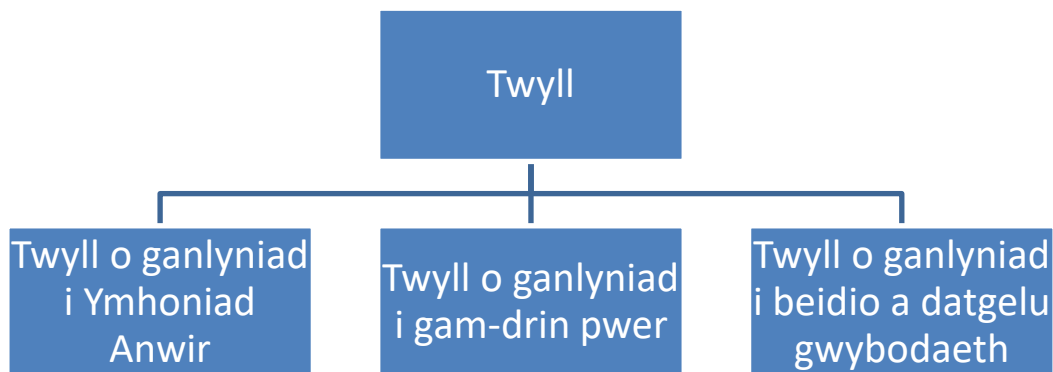 Twyll
Twyll o ganlyniad
i Ymhoniad
Anwir
Twyll o ganlyniad
i gam-drin pwer
Twyll o ganlyniad
i beidio a datgelu
gwybodaeth